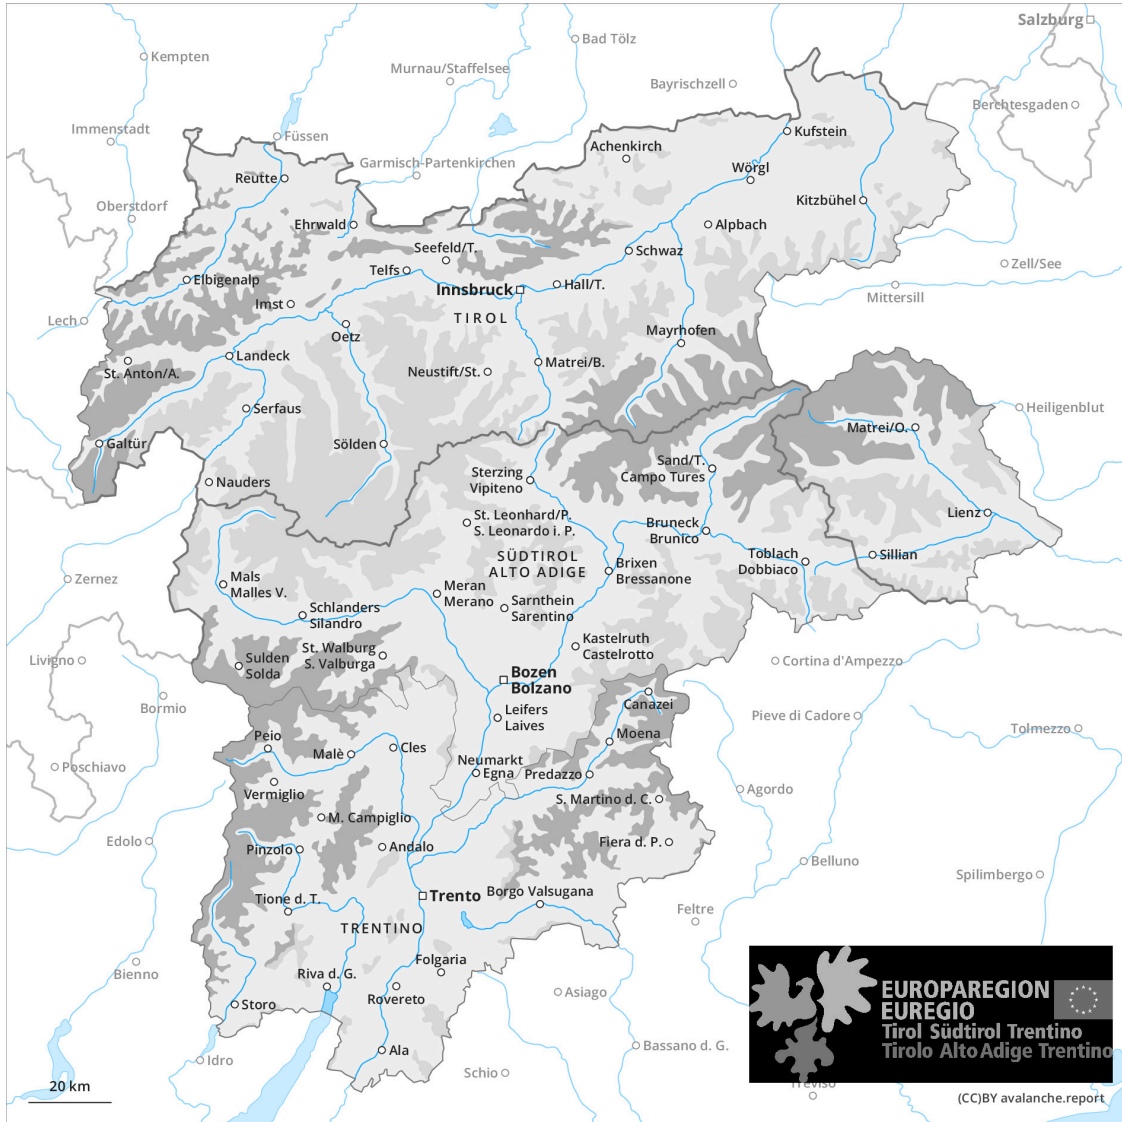 Salzburg
Bad Tölz
Kempten
Murnau/Staffelsee
Bayrischzell
Berchtesgaden
Immenstadt
Füssen
Kufstein
Achenkirch
Garmisch-Partenkirchen
Wörgl
Reutte
Kitzbühel
Oberstdorf
Ehrwald
Alpbach
Seefeld/T.
Schwaz
Zell/See
Telfs
Elbigenalp
Innsbruck
Hall/T.
Mittersill
Imst
TIROL
Lech
Oetz
Mayrhofen
Landeck
Matrei/B.
St. Anton/A.
Neustift/St.
Serfaus
Heiligenblut
Matrei/O.
Galtür
Sölden
Sand/T.
Campo Tures
Sterzing
Vipiteno
Nauders
St. Leonhard/P.
S. Leonardo i. P.
Lienz
Bruneck
Brunico
SÜDTIROL
ALTO ADIGE
Toblach
Dobbiaco
Sillian
Brixen
Bressanone
Zernez
Mals
Malles V.
Meran
Merano
Sarnthein
Sarentino
Schlanders
Silandro
Kastelruth
Castelrotto
St. Walburg
S. Valburga
Livigno
Sulden
Solda
Cortina d'Ampezzo
Bozen
Bolzano
Bormio
Canazei
Leifers
Laives
Pieve di Cadore
Tolmezzo
Peio
Moena
Malè
Cles
Neumarkt
Egna
Predazzo
Poschiavo
Vermiglio
Agordo
S. Martino d. C.
M. Campiglio
Edolo
Pinzolo
Andalo
Fiera d. P.
Belluno
Spilimbergo
Trento
Borgo Valsugana
Tione d. T.
Feltre
TRENTINO
Folgaria
Bienno
Riva d. G.
Asiago
Rovereto
Storo
EUROPAREGION
EUREGIO
Tirol Südtirol Trentino
Tirolo Alto Adige Trentino
Ala
Bassano d. G.
Idro
Schio
Treviso
20 km
(CC)BY avalanche.report